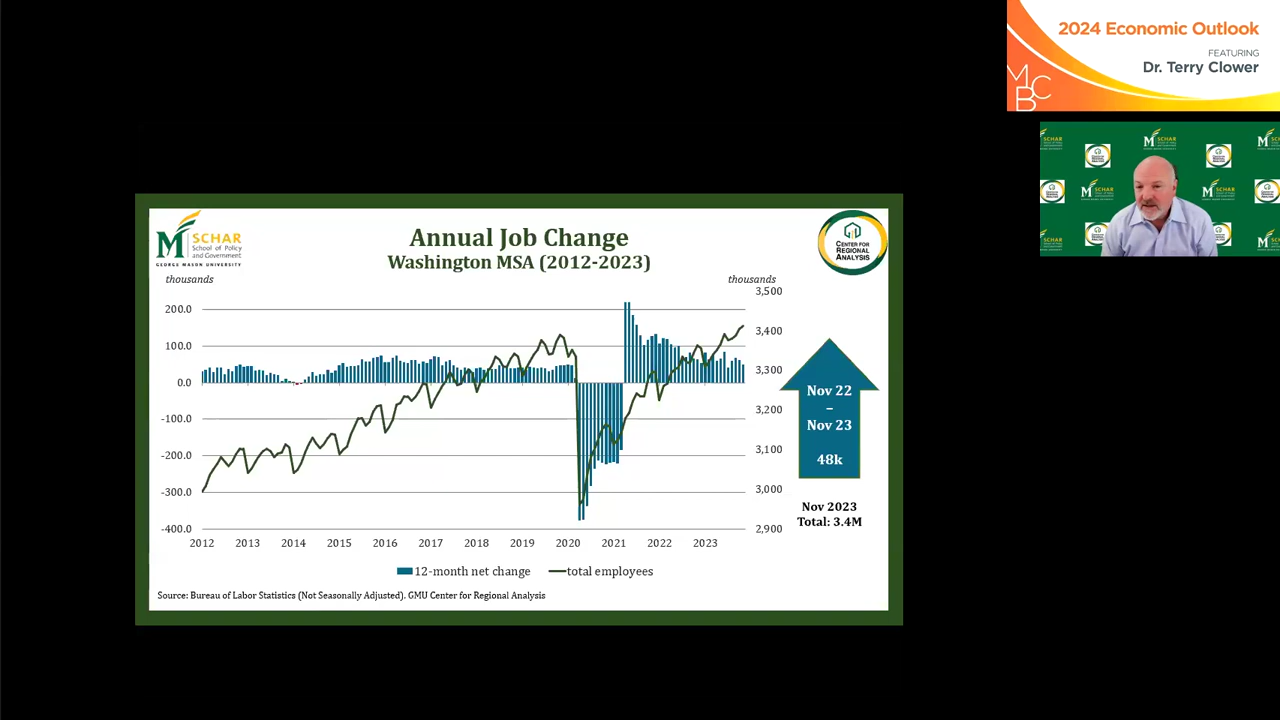 2024 Economic Outlook
FEATURING
Dr. Terry Clower
MCB
M SCHAR
School of Policy
and Government
GEORGE MASON UNIVERSITY
Annual Job Change
Washington MSA (2012-2023)
CENTER FOR
REGIONAL
ANALYSIS
thousands
thousands
3,500
200.0
3,400
100.0
3,300
0.0
3,200
-100.0
3,100
-200.0
3,000
-300.0
2,900
-400.0
2012 2013 2014 2015 2016 2017 2018 2019 2020 2021 2022 2023
12-month net change
total employees
Nov 22
–
Nov 23
48k
Nov 2023
Total: 3.4M
Source: Bureau of Labor Statistics (Not Seasonally Adjusted). GMU Center for Regional Analysis
SCHAR
SCHAR
SCHAR